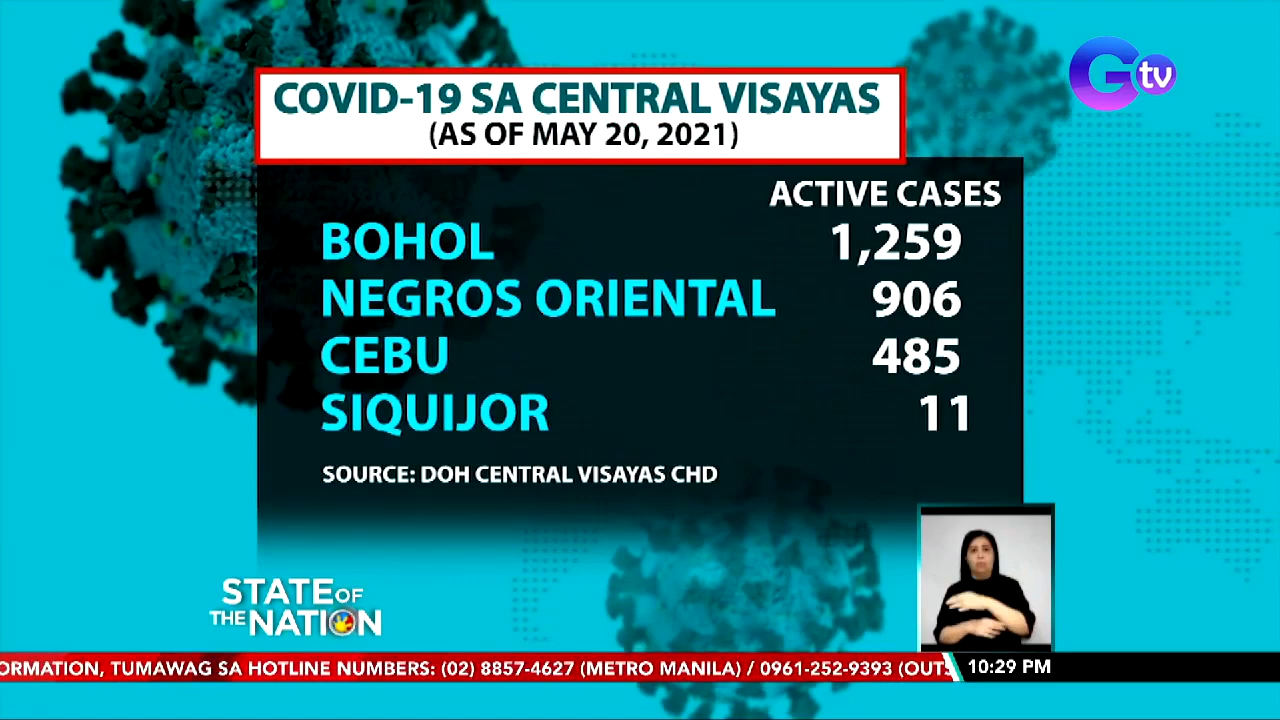 COVID-19 SA CENTRAL VISAYAS
(AS OF MAY 20, 2021)
Gtv
ACTIVE CASES
BOHOL 1,259
NEGROS ORIENTAL 906
CEBU 485
SIQUIJOR 11
SOURCE: DOH CENTRAL VISAYAS CHD
STATE OF
THE NATION
ORMATION, TUMAWAG SA HOTLINE NUMBERS: (02) 8857-4627 (METRO MANILA) / 0961-252-9393 (OUTS
10:29 PM